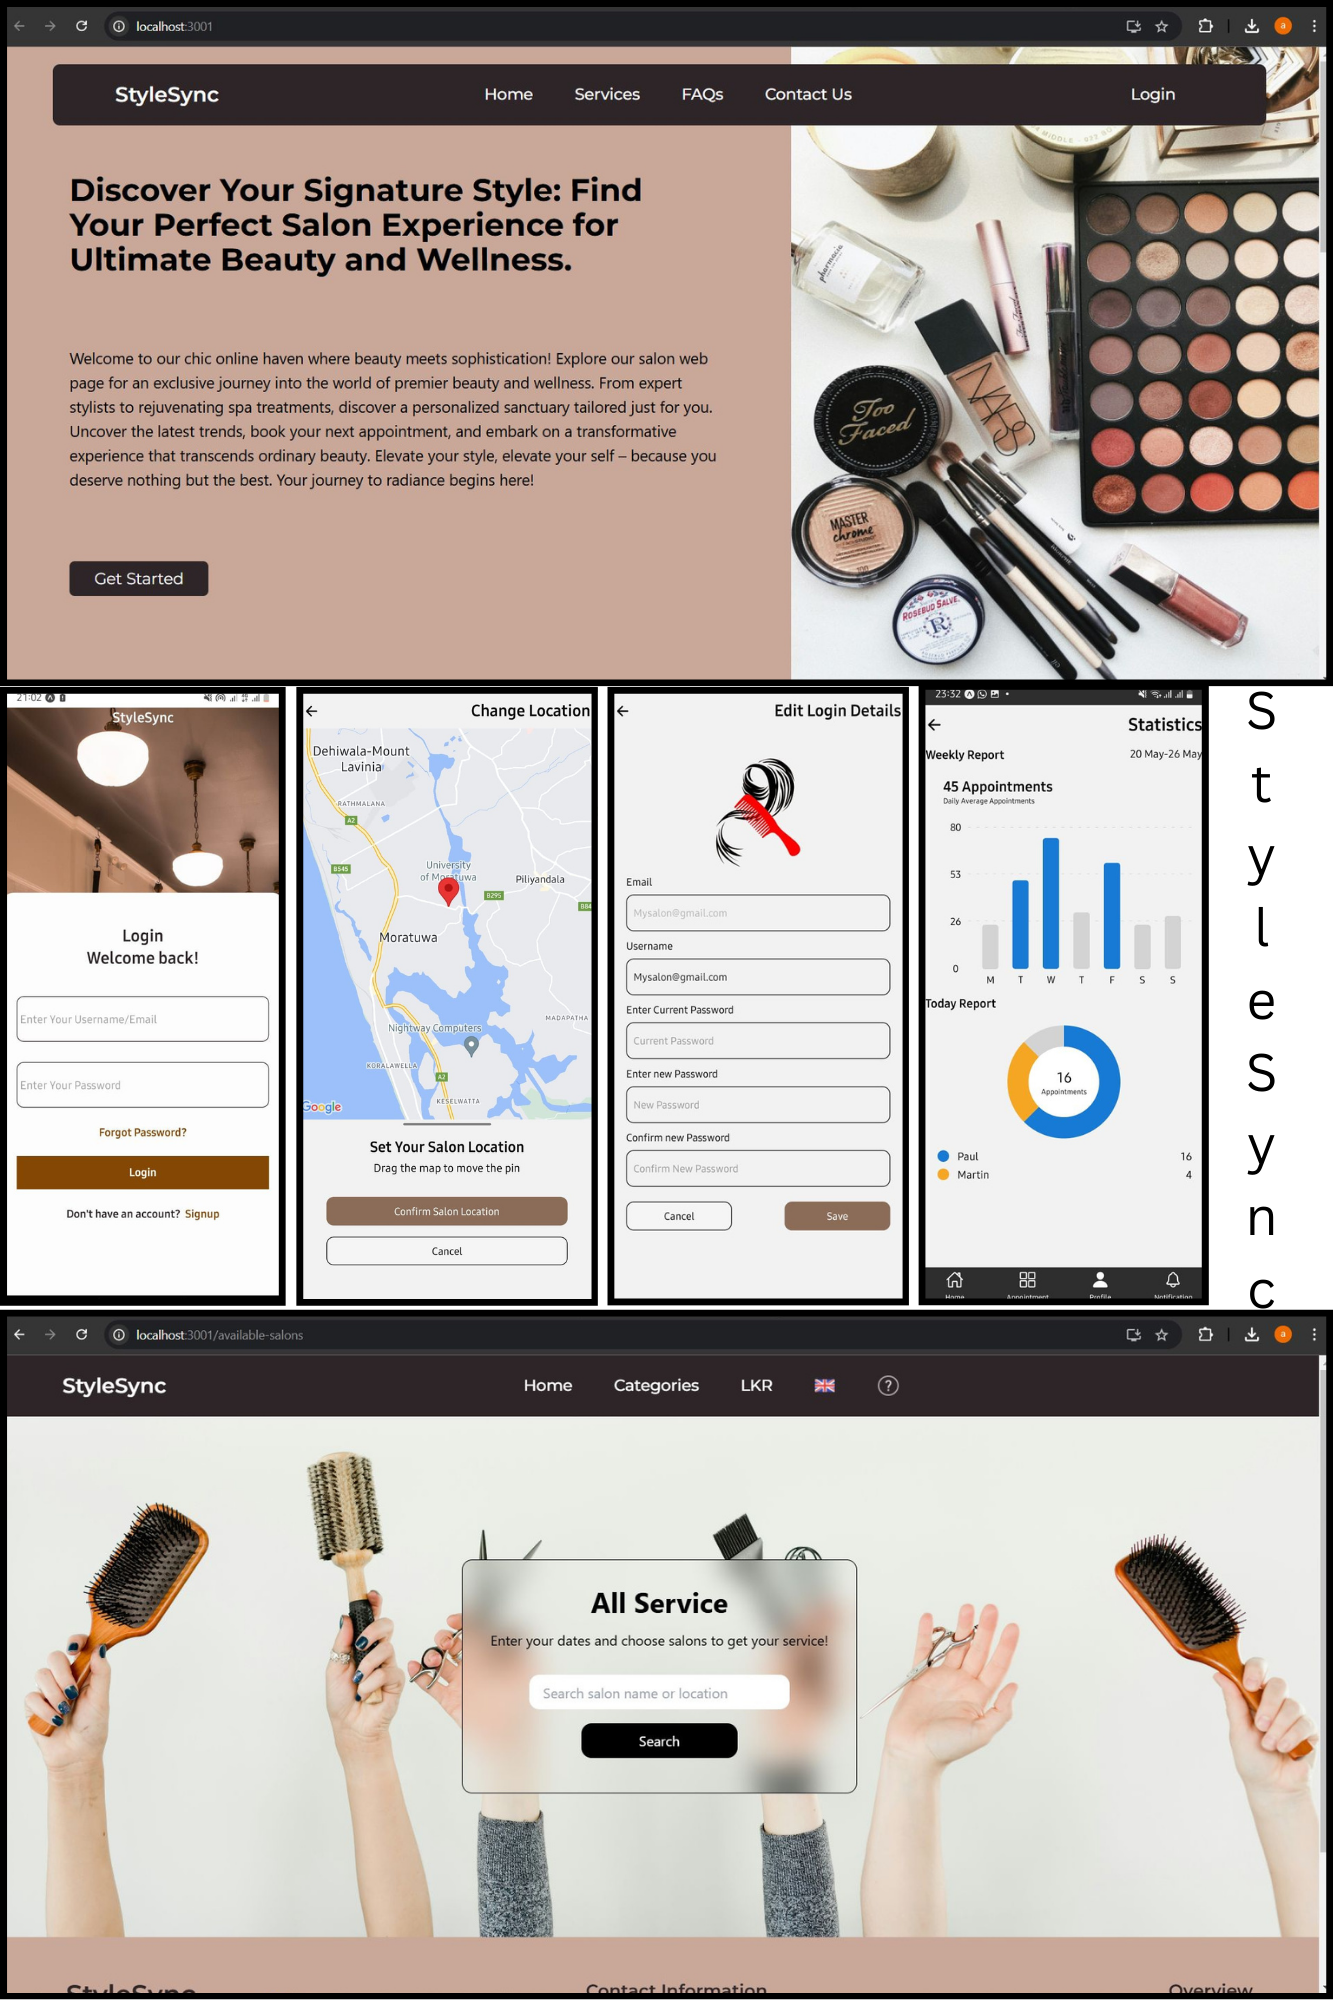 localhost:3001
StyleSync
Home
Services
FAQs
Contact Us
Login
Discover Your Signature Style: Find
Your Perfect Salon Experience for
Ultimate Beauty and Wellness.
Welcome to our chic online haven where beauty meets sophistication! Explore our salon web
page for an exclusive journey into the world of premier beauty and wellness. From expert
stylists to rejuvenating spa treatments, discover a personalized sanctuary tailored just for you.
Uncover the latest trends, book your next appointment, and embark on a transformative
experience that transcends ordinary beauty. Elevate your style, elevate your self – because you
deserve nothing but the best. Your journey to radiance begins here!
Get Started
pharmacie
NARS
Too
Faced
MASTER
chrome
ROSEBUD SALVE
R
21:02
StyleSync
Login
Welcome back!
Enter Your Username/Email
Enter Your Password
Forgot Password?
Login
Don't have an account? Signup
Change Location
Dehiwala-Mount
Lavinia
RATHMALANA
A2
B545
University
of Moratuwa
Piliyandala
B295
B84
Moratuwa
MADAPATHA
Nightway Computers
KORALAWELLA
A2
KESELWATTA
Google
Set Your Salon Location
Drag the map to move the pin
Confirm Salon Location
Cancel
Edit Login Details
Email
Mysalon@gmail.com
Username
Mysalon@gmail.com
Enter Current Password
Current Password
Enter new Password
New Password
Confirm new Password
Confirm New Password
Cancel
Save
23:32
Statistics
Weekly Report
20 May-26 May
45 Appointments
Daily Average Appointments
80
53
26
0
M T W T F S S
Today Report
16
Appointments
Paul 16
Martin 4
Home
Appointment
Profile
Notification
StyleSync
localhost:3001/available-salons
StyleSync
Home
Categories
LKR
?
All Service
Enter your dates and choose salons to get your service!
Search salon name or location
Search
StyleSync
Contact Information
Overview